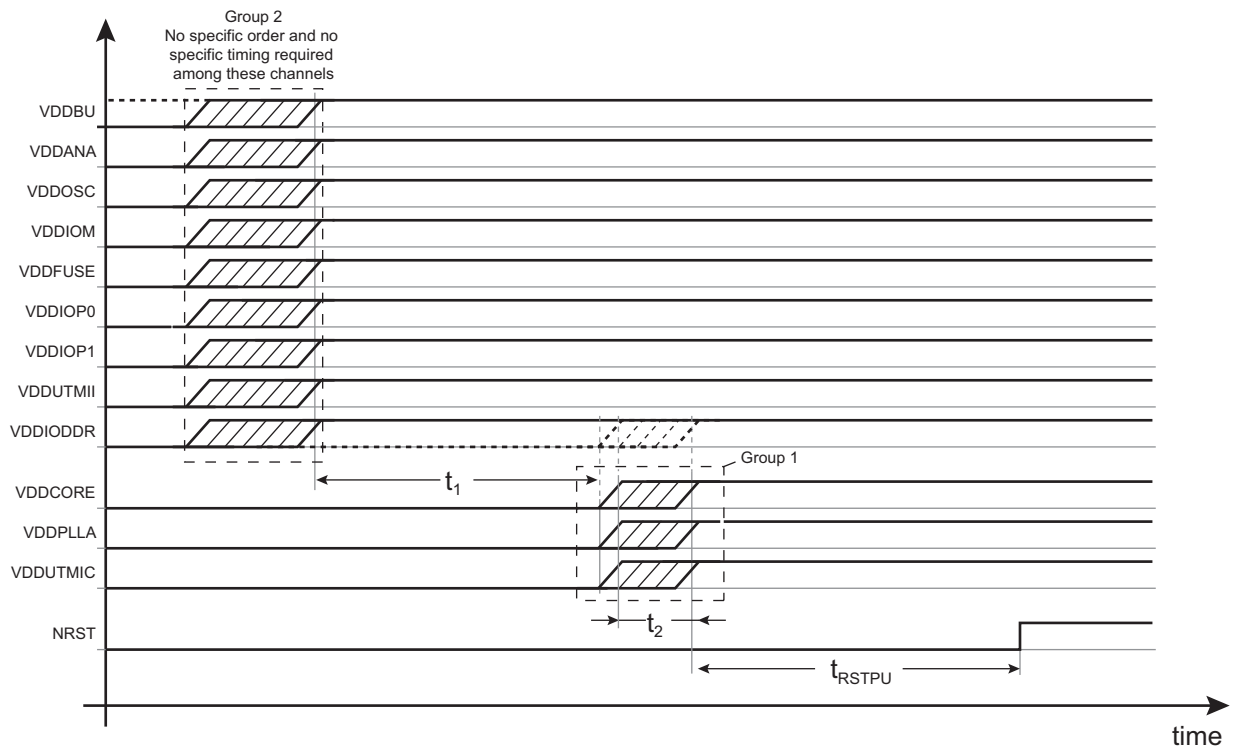 Group 2
No specific order and no
specific timing required
among these channels
VDDBU
VDDANA
VDDOSC
VDDIOM
VDDFUSE
VDDIOP0
VDDIOP1
VDDUTMII
VDDIODDR
Group 1
t1
VDDCORE
VDDPLLA
VDDUTMIC
t2
NRST
tRSTPU
time